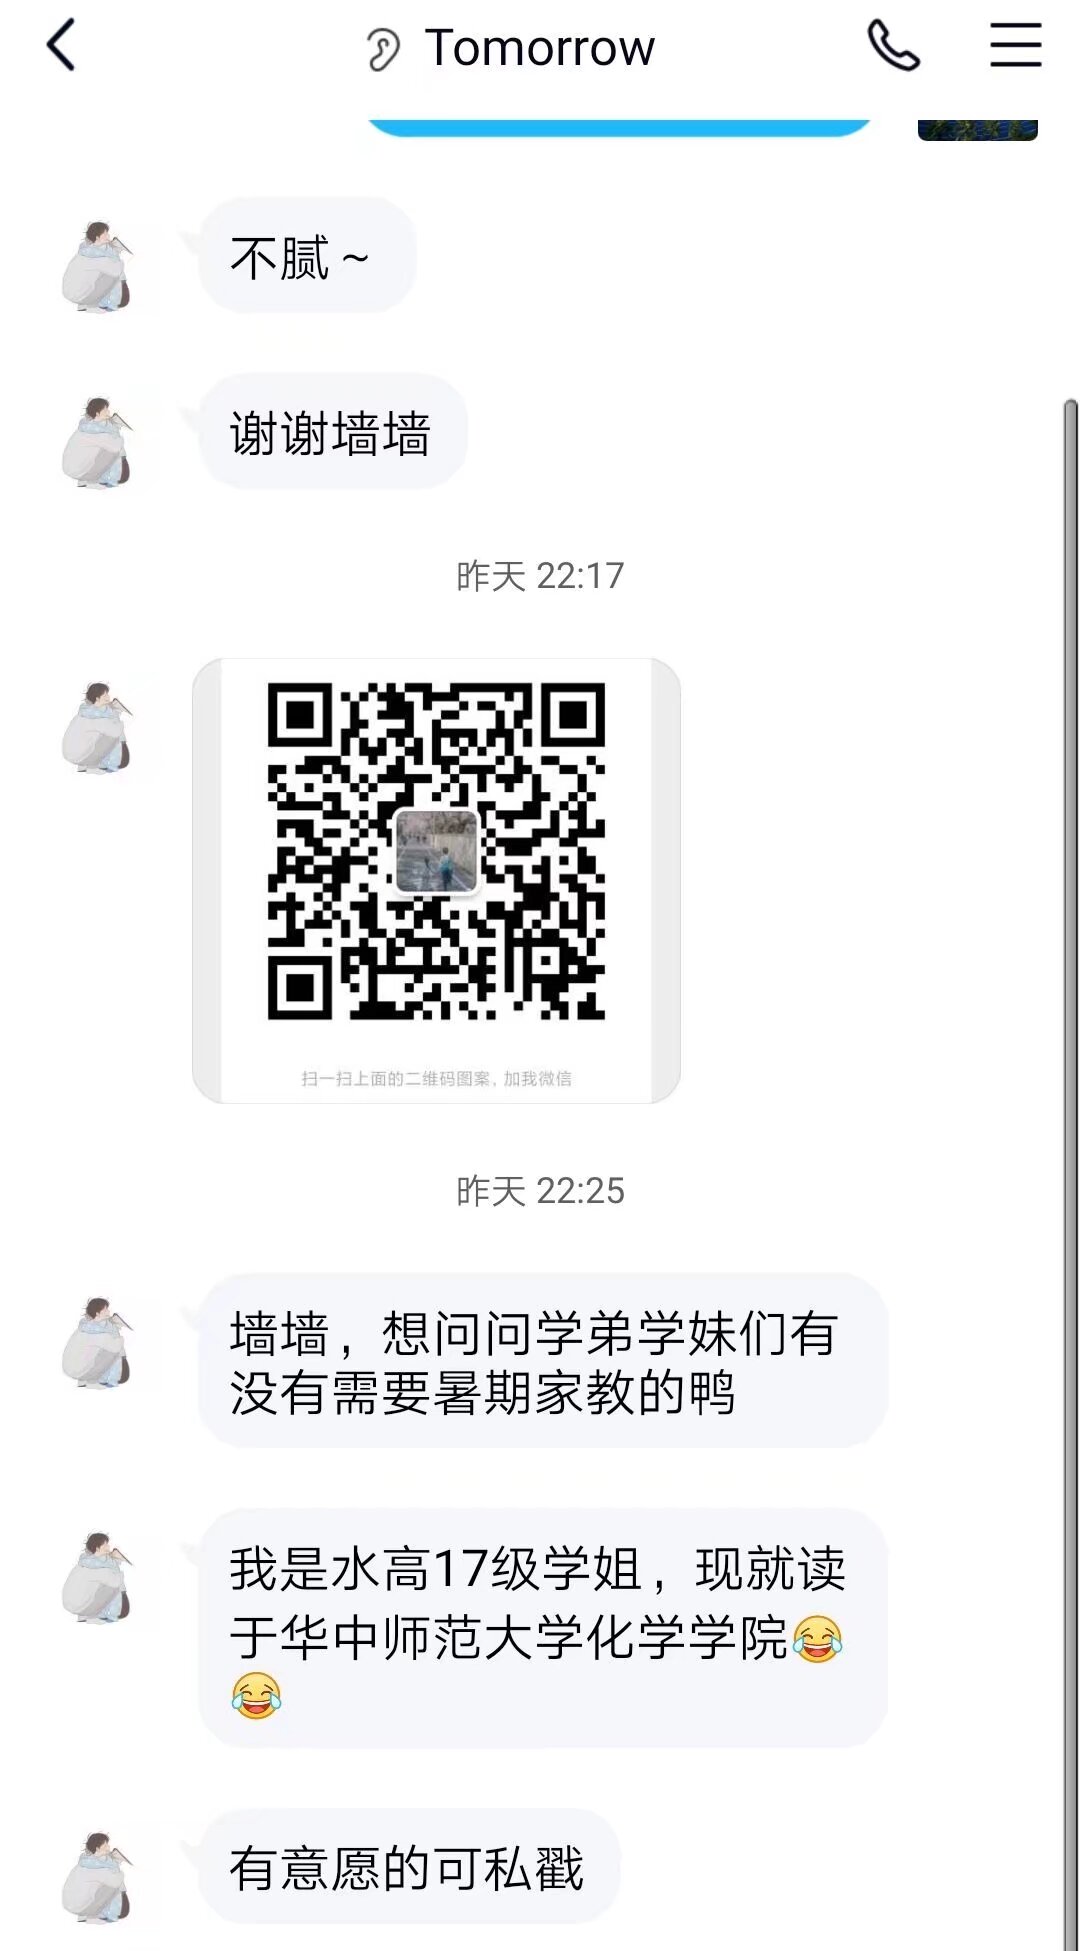 Tomorrow
不腻~
谢谢墙墙
昨天 22:17
扫一扫上面的二维码图案，加我微信
昨天 22:25
墙墙，想问问学弟学妹们有
没有需要暑期家教的鸭
我是水高17级学姐，现就读
于华中师范大学化学学院😂
😂
有意愿的可私戳